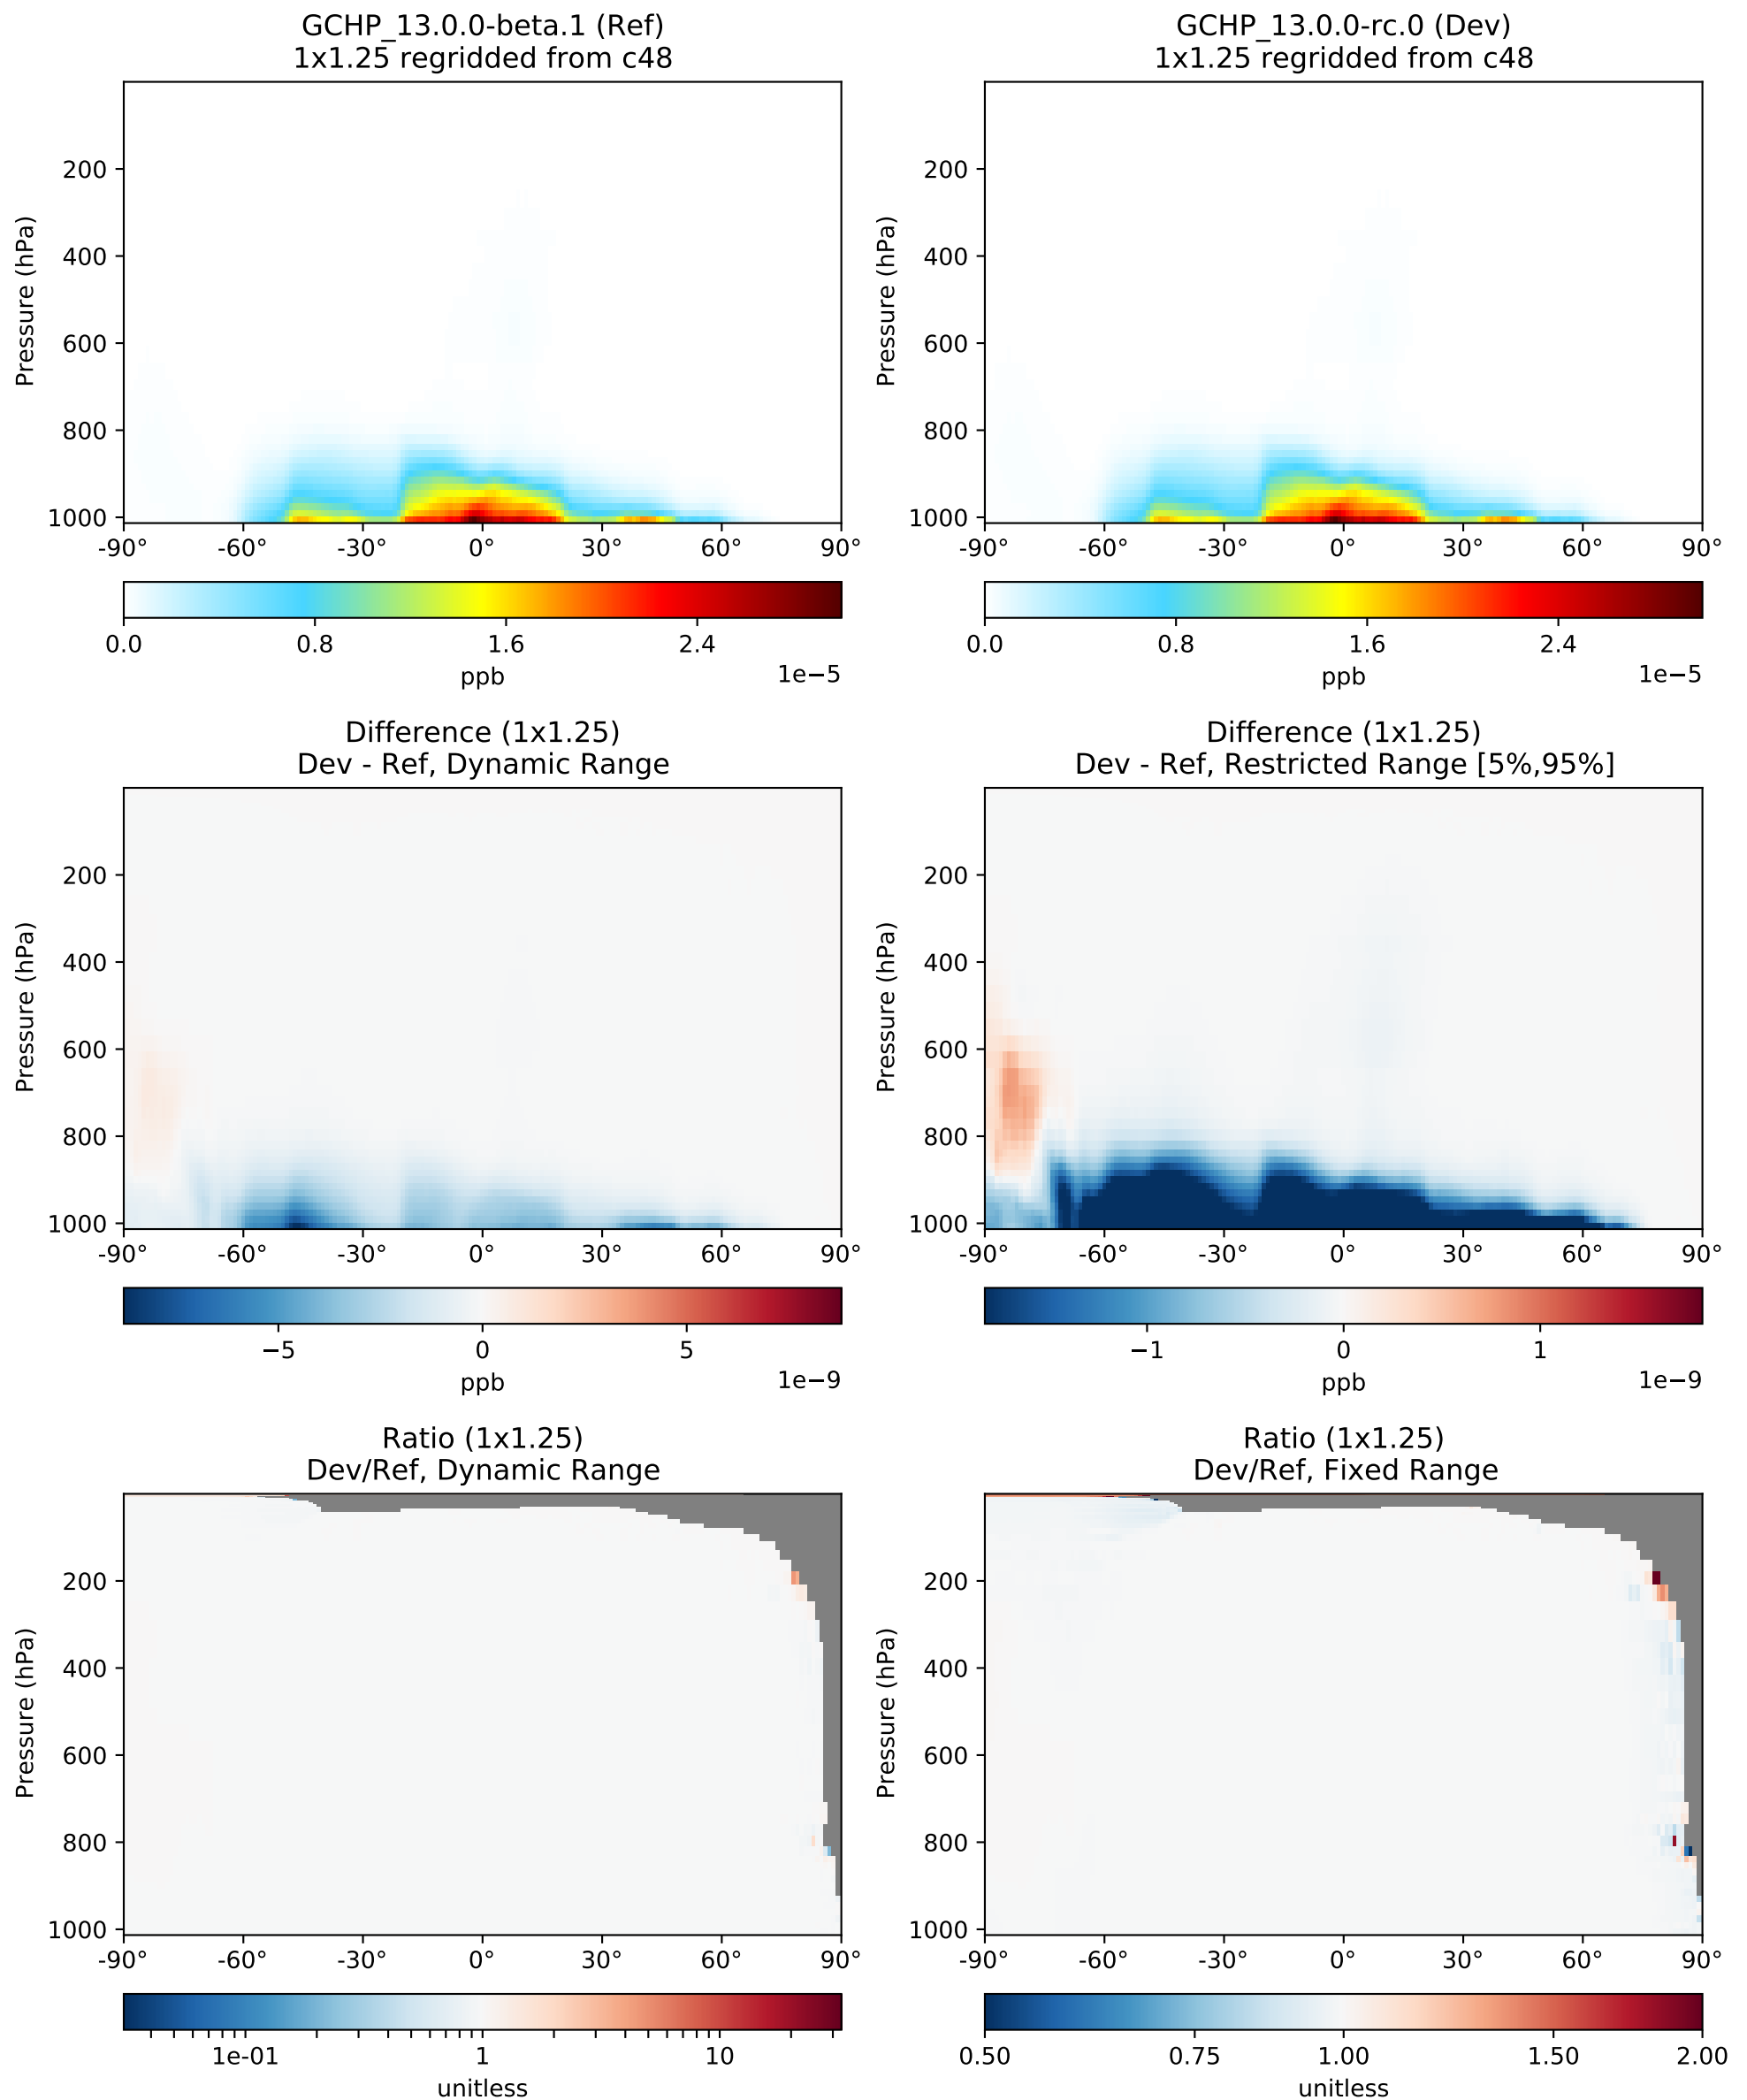 GCHP_13.0.0-beta.1 (Ref)
1x1.25 regridded from c48
Pressure (hPa)
200
400
600
800
1000
-90° -60° -30° 0° 30° 60° 90°
0.0 0.8 1.6 2.4
ppb 1e−5
GCHP_13.0.0-rc.0 (Dev)
1x1.25 regridded from c48
Pressure (hPa)
200
400
600
800
1000
-90° -60° -30° 0° 30° 60° 90°
0.0 0.8 1.6 2.4
ppb 1e−5
Difference (1x1.25)
Dev - Ref, Dynamic Range
Pressure (hPa)
200
400
600
800
1000
-90° -60° -30° 0° 30° 60° 90°
−5 0 5
ppb 1e−9
Difference (1x1.25)
Dev - Ref, Restricted Range [5%,95%]
Pressure (hPa)
200
400
600
800
1000
-90° -60° -30° 0° 30° 60° 90°
−1 0 1
ppb 1e−9
Ratio (1x1.25)
Dev/Ref, Dynamic Range
Pressure (hPa)
200
400
600
800
1000
-90° -60° -30° 0° 30° 60° 90°
1e-01 1 10
unitless
Ratio (1x1.25)
Dev/Ref, Fixed Range
Pressure (hPa)
200
400
600
800
1000
-90° -60° -30° 0° 30° 60° 90°
0.50 0.75 1.00 1.50 2.00
unitless